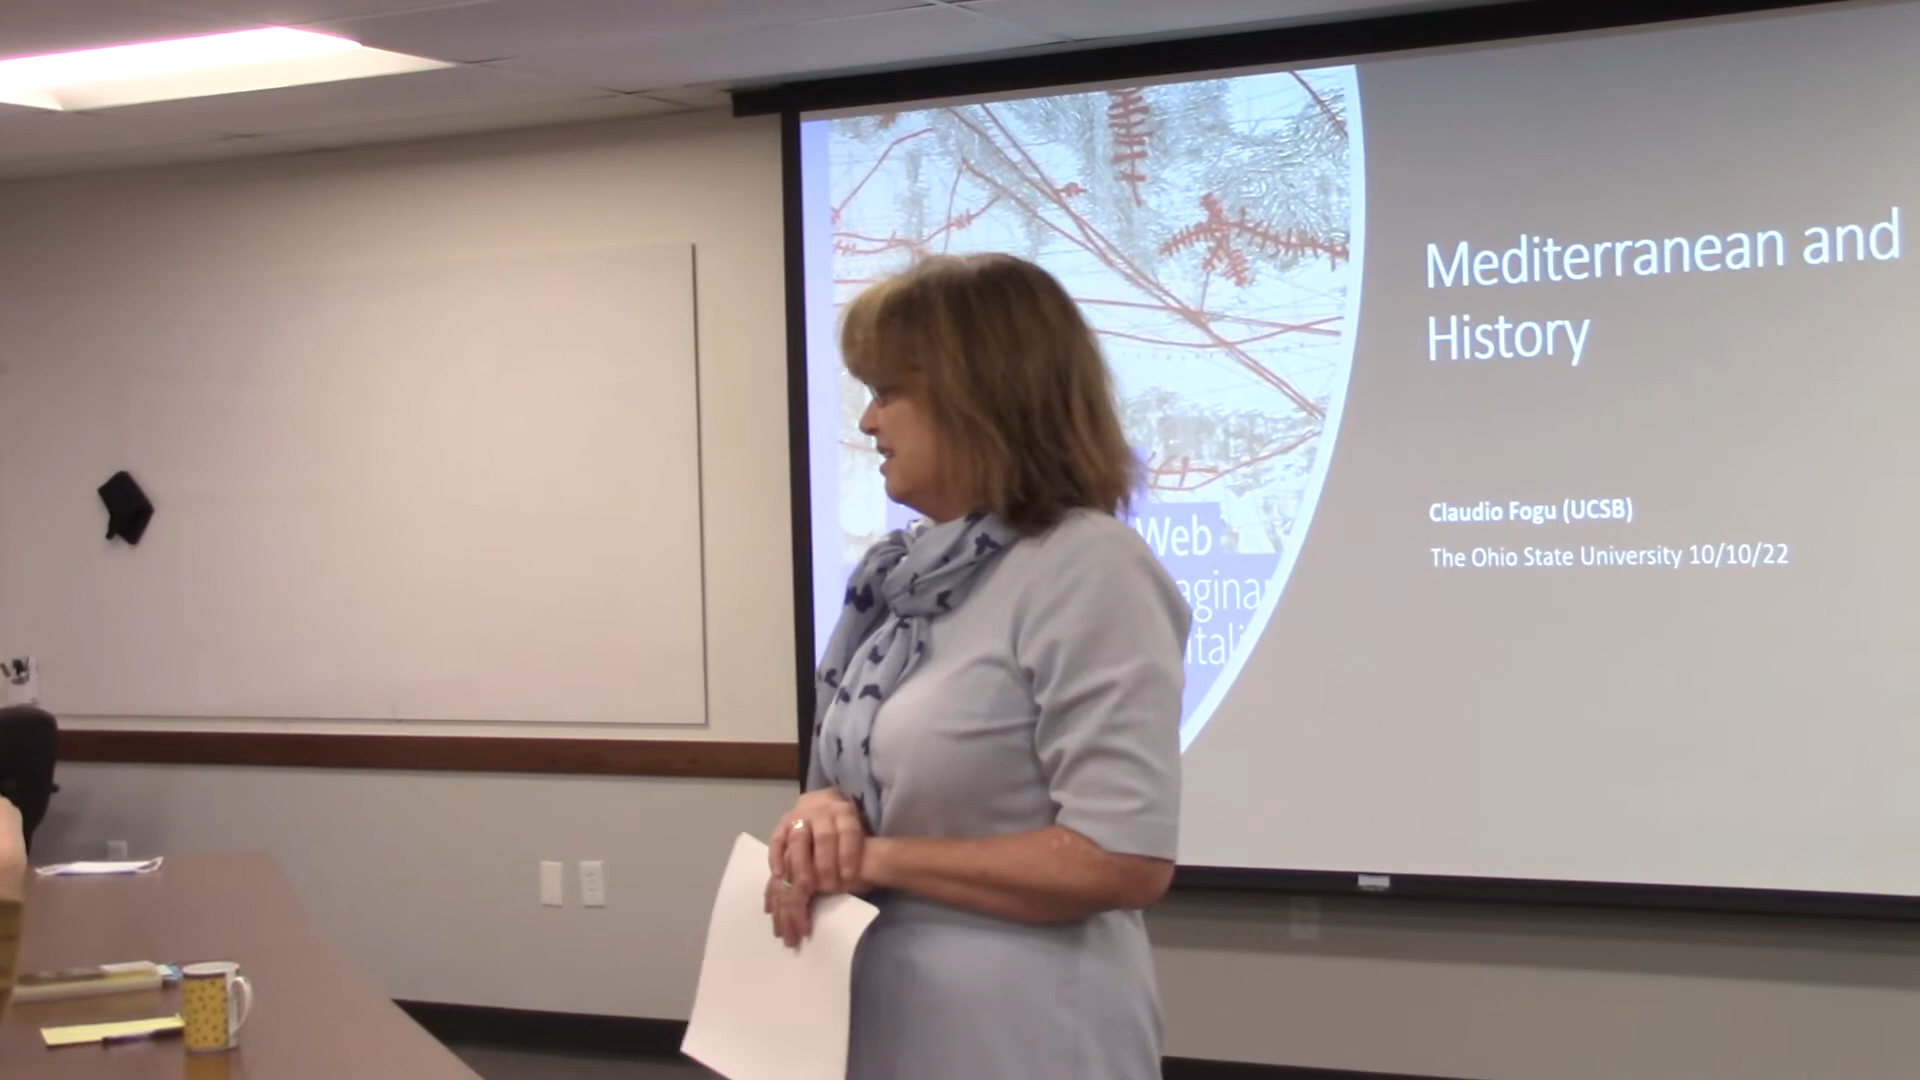 Mediterranean and
History
Claudio Fogu (UCSB)
The Ohio State University 10/10/22
Web